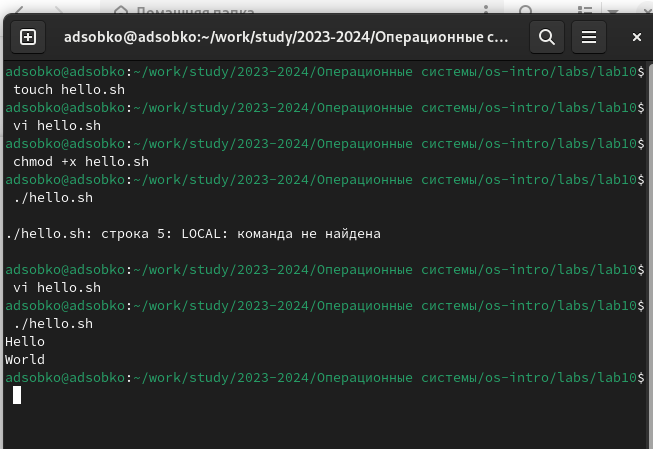 Домашняя папка
adsobko@adsobko:~/work/study/2023-2024/Операционные с...
adsobko@adsobko:~/work/study/2023-2024/Операционные системы/os-intro/labs/lab10$
touch hello.sh
adsobko@adsobko:~/work/study/2023-2024/Операционные системы/os-intro/labs/lab10$
vi hello.sh
adsobko@adsobko:~/work/study/2023-2024/Операционные системы/os-intro/labs/lab10$
chmod +x hello.sh
adsobko@adsobko:~/work/study/2023-2024/Операционные системы/os-intro/labs/lab10$
./hello.sh
./hello.sh: строка 5: LOCAL: команда не найдена
adsobko@adsobko:~/work/study/2023-2024/Операционные системы/os-intro/labs/lab10$
vi hello.sh
adsobko@adsobko:~/work/study/2023-2024/Операционные системы/os-intro/labs/lab10$
./hello.sh
Hello
World
adsobko@adsobko:~/work/study/2023-2024/Операционные системы/os-intro/labs/lab10$